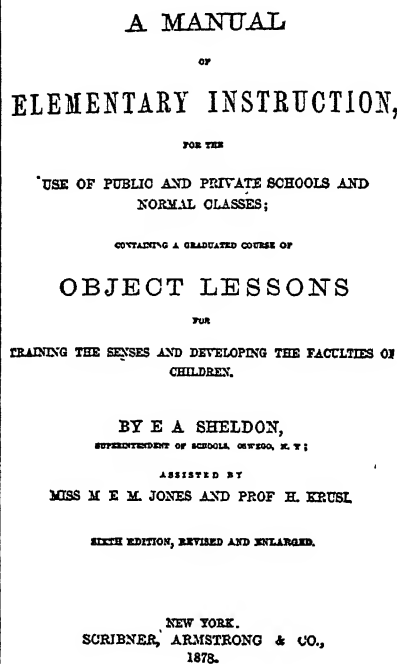 A MANUAL
OF
ELEMENTARY INSTRUCTION,
FOR THE
USE OF PUBLIC AND PRIVATE SCHOOLS AND
NORMAL CLASSES;
CONTAINING A GRADUATED COURSE OF
OBJECT LESSONS
FOR
TRAINING THE SENSES AND DEVELOPING THE FACULTIES OF
CHILDREN.
BY E A SHELDON,
SUPERINTENDENT OF SCHOOLS, OSWEGO, N. Y;
ASSISTED BY
MISS M E M. JONES AND PROF H. KRUSI.
SIXTH EDITION, REVISED AND ENLARGED.
NEW YORK.
SCRIBNER, ARMSTRONG & CO.,
1878.